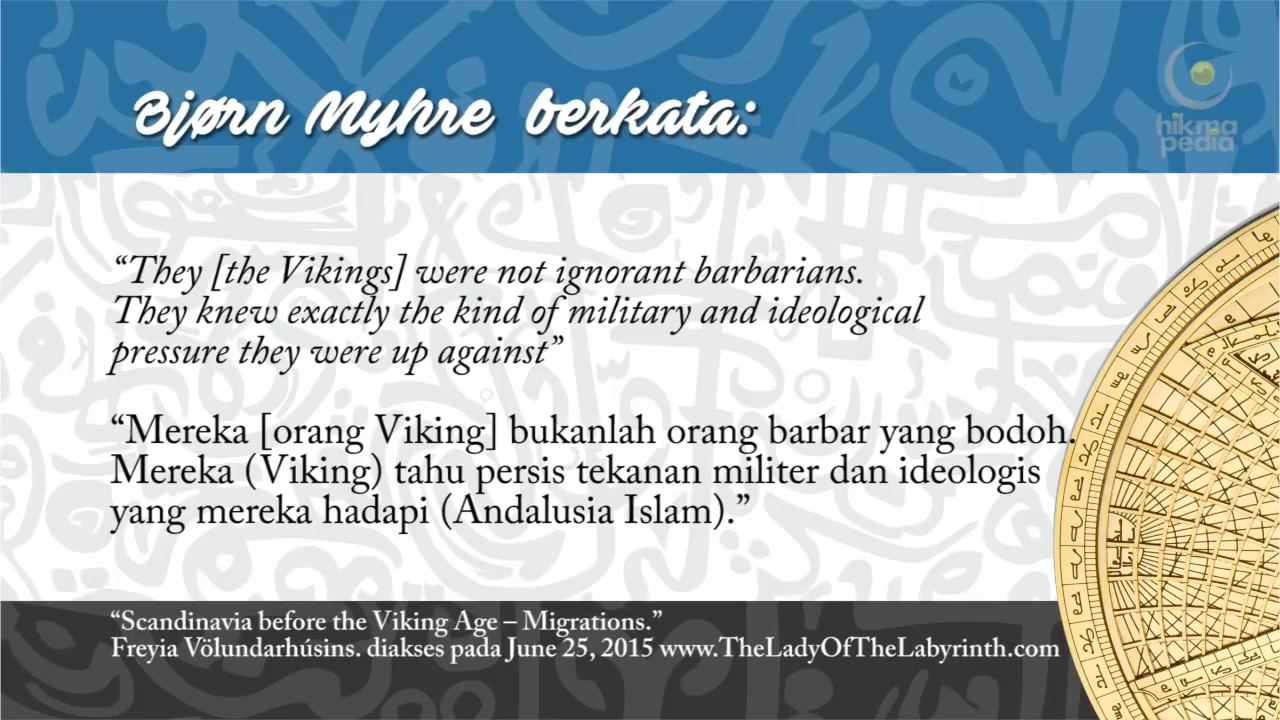 Bjørn Myhre berkata:
hikma
pedia
“They [the Vikings] were not ignorant barbarians.
They knew exactly the kind of military and ideological
pressure they were up against”
“Mereka [orang Viking] bukanlah orang barbar yang bodoh.
Mereka (Viking) tahu persis tekanan militer dan ideologis
yang mereka hadapi (Andalusia Islam).”
“Scandinavia before the Viking Age – Migrations.”
Freyia Völundarhúsins. diakses pada June 25, 2015 www.TheLadyOfTheLabyrinth.com